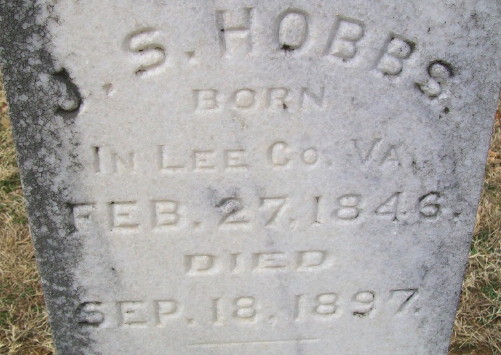 J. S. HOBBS.
BORN
IN LEE CO. VA.
FEB. 27, 1846.
DIED
SEP. 18, 1897.